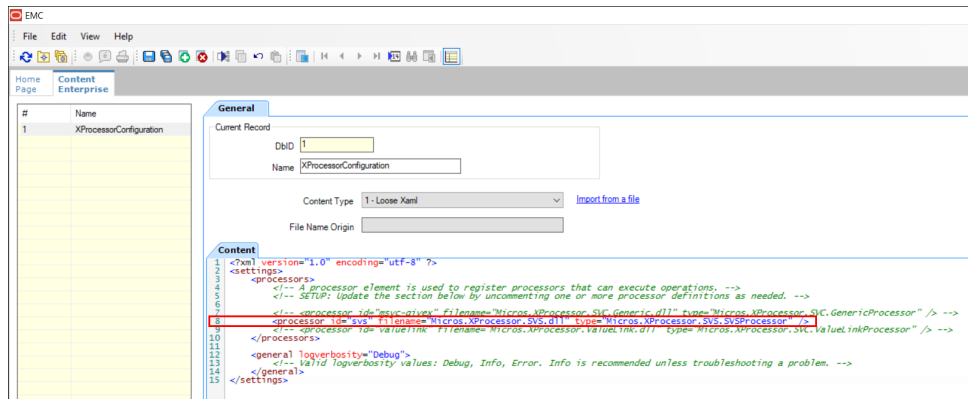 EMC
File Edit View Help
Home Page
Content Enterprise
# Name
1 XProcessorConfiguration
General
Current Record
DbID 1
Name XProcessorConfiguration
Content Type 1 - Loose Xaml Import from a file
File Name Origin
Content
1 <?xml version="1.0" encoding="utf-8" ?>
2 <settings>
3 <processors>
4 <!-- A processor element is used to register processors that can execute operations. -->
5 <!-- SETUP: Update the section below by uncommenting one or more processor definitions as needed. -->
6
7 <!-- <processor id="msvc-givex" filename="Micros.XProcessor.SVC.Generic.dll" type="Micros.XProcessor.SVC.GenericProcessor" /> -->
8 <processor id="svs" filename="Micros.XProcessor.SVS.dll" type="Micros.XProcessor.SVS.SVSProcessor" />
9 <!-- <processor id="valuelink" filename="Micros.XProcessor.ValueLink.dll" type="Micros.XProcessor.SVC.ValueLinkProcessor" /> -->
10 </processors>
11
12 <general logverbosity="Debug">
13 <!-- Valid logverbosity values: Debug, Info, Error. Info is recommended unless troubleshooting a problem. -->
14 </general>
15 </settings>